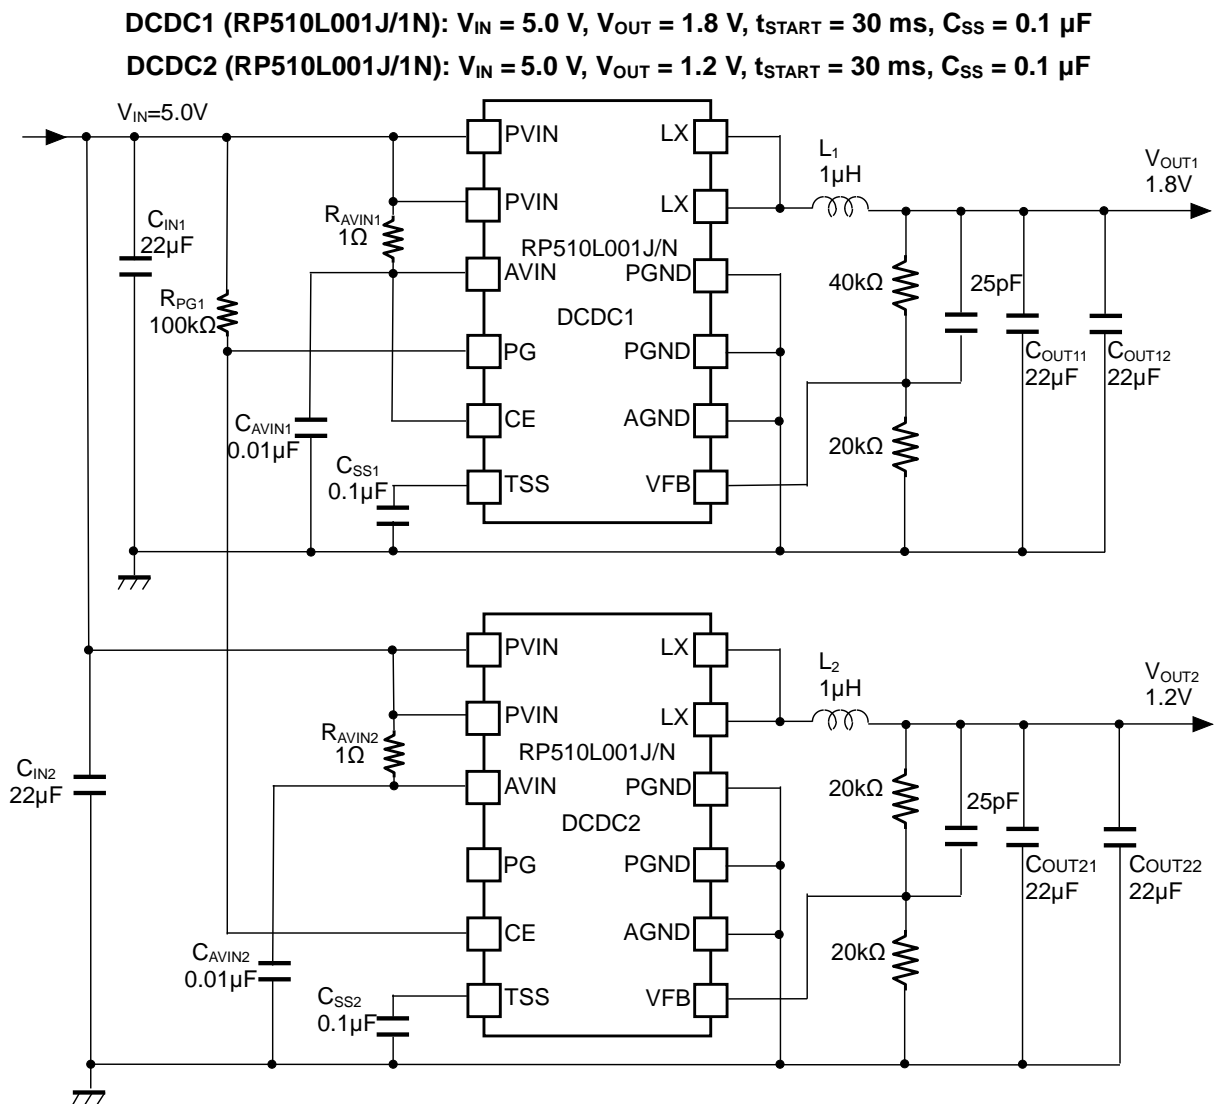 DCDC1 (RP510L001J/1N): VIN = 5.0 V, VOUT = 1.8 V, tSTART = 30 ms, CSS = 0.1 µF
DCDC2 (RP510L001J/1N): VIN = 5.0 V, VOUT = 1.2 V, tSTART = 30 ms, CSS = 0.1 µF
VIN=5.0V
CIN1
22µF
RPG1
100kΩ
RAVIN1
1Ω
CAVIN1
0.01µF
CSS1
0.1µF
PVIN
PVIN
AVIN
PG
CE
TSS
RP510L001J/N
DCDC1
LX
LX
PGND
PGND
AGND
VFB
L1
1µH
VOUT1
1.8V
40kΩ
25pF
20kΩ
COUT11
22µF
COUT12
22µF
CIN2
22µF
RAVIN2
1Ω
CAVIN2
0.01µF
CSS2
0.1µF
PVIN
PVIN
AVIN
PG
CE
TSS
RP510L001J/N
DCDC2
LX
LX
PGND
PGND
AGND
VFB
L2
1µH
VOUT2
1.2V
20kΩ
25pF
20kΩ
COUT21
22µF
COUT22
22µF